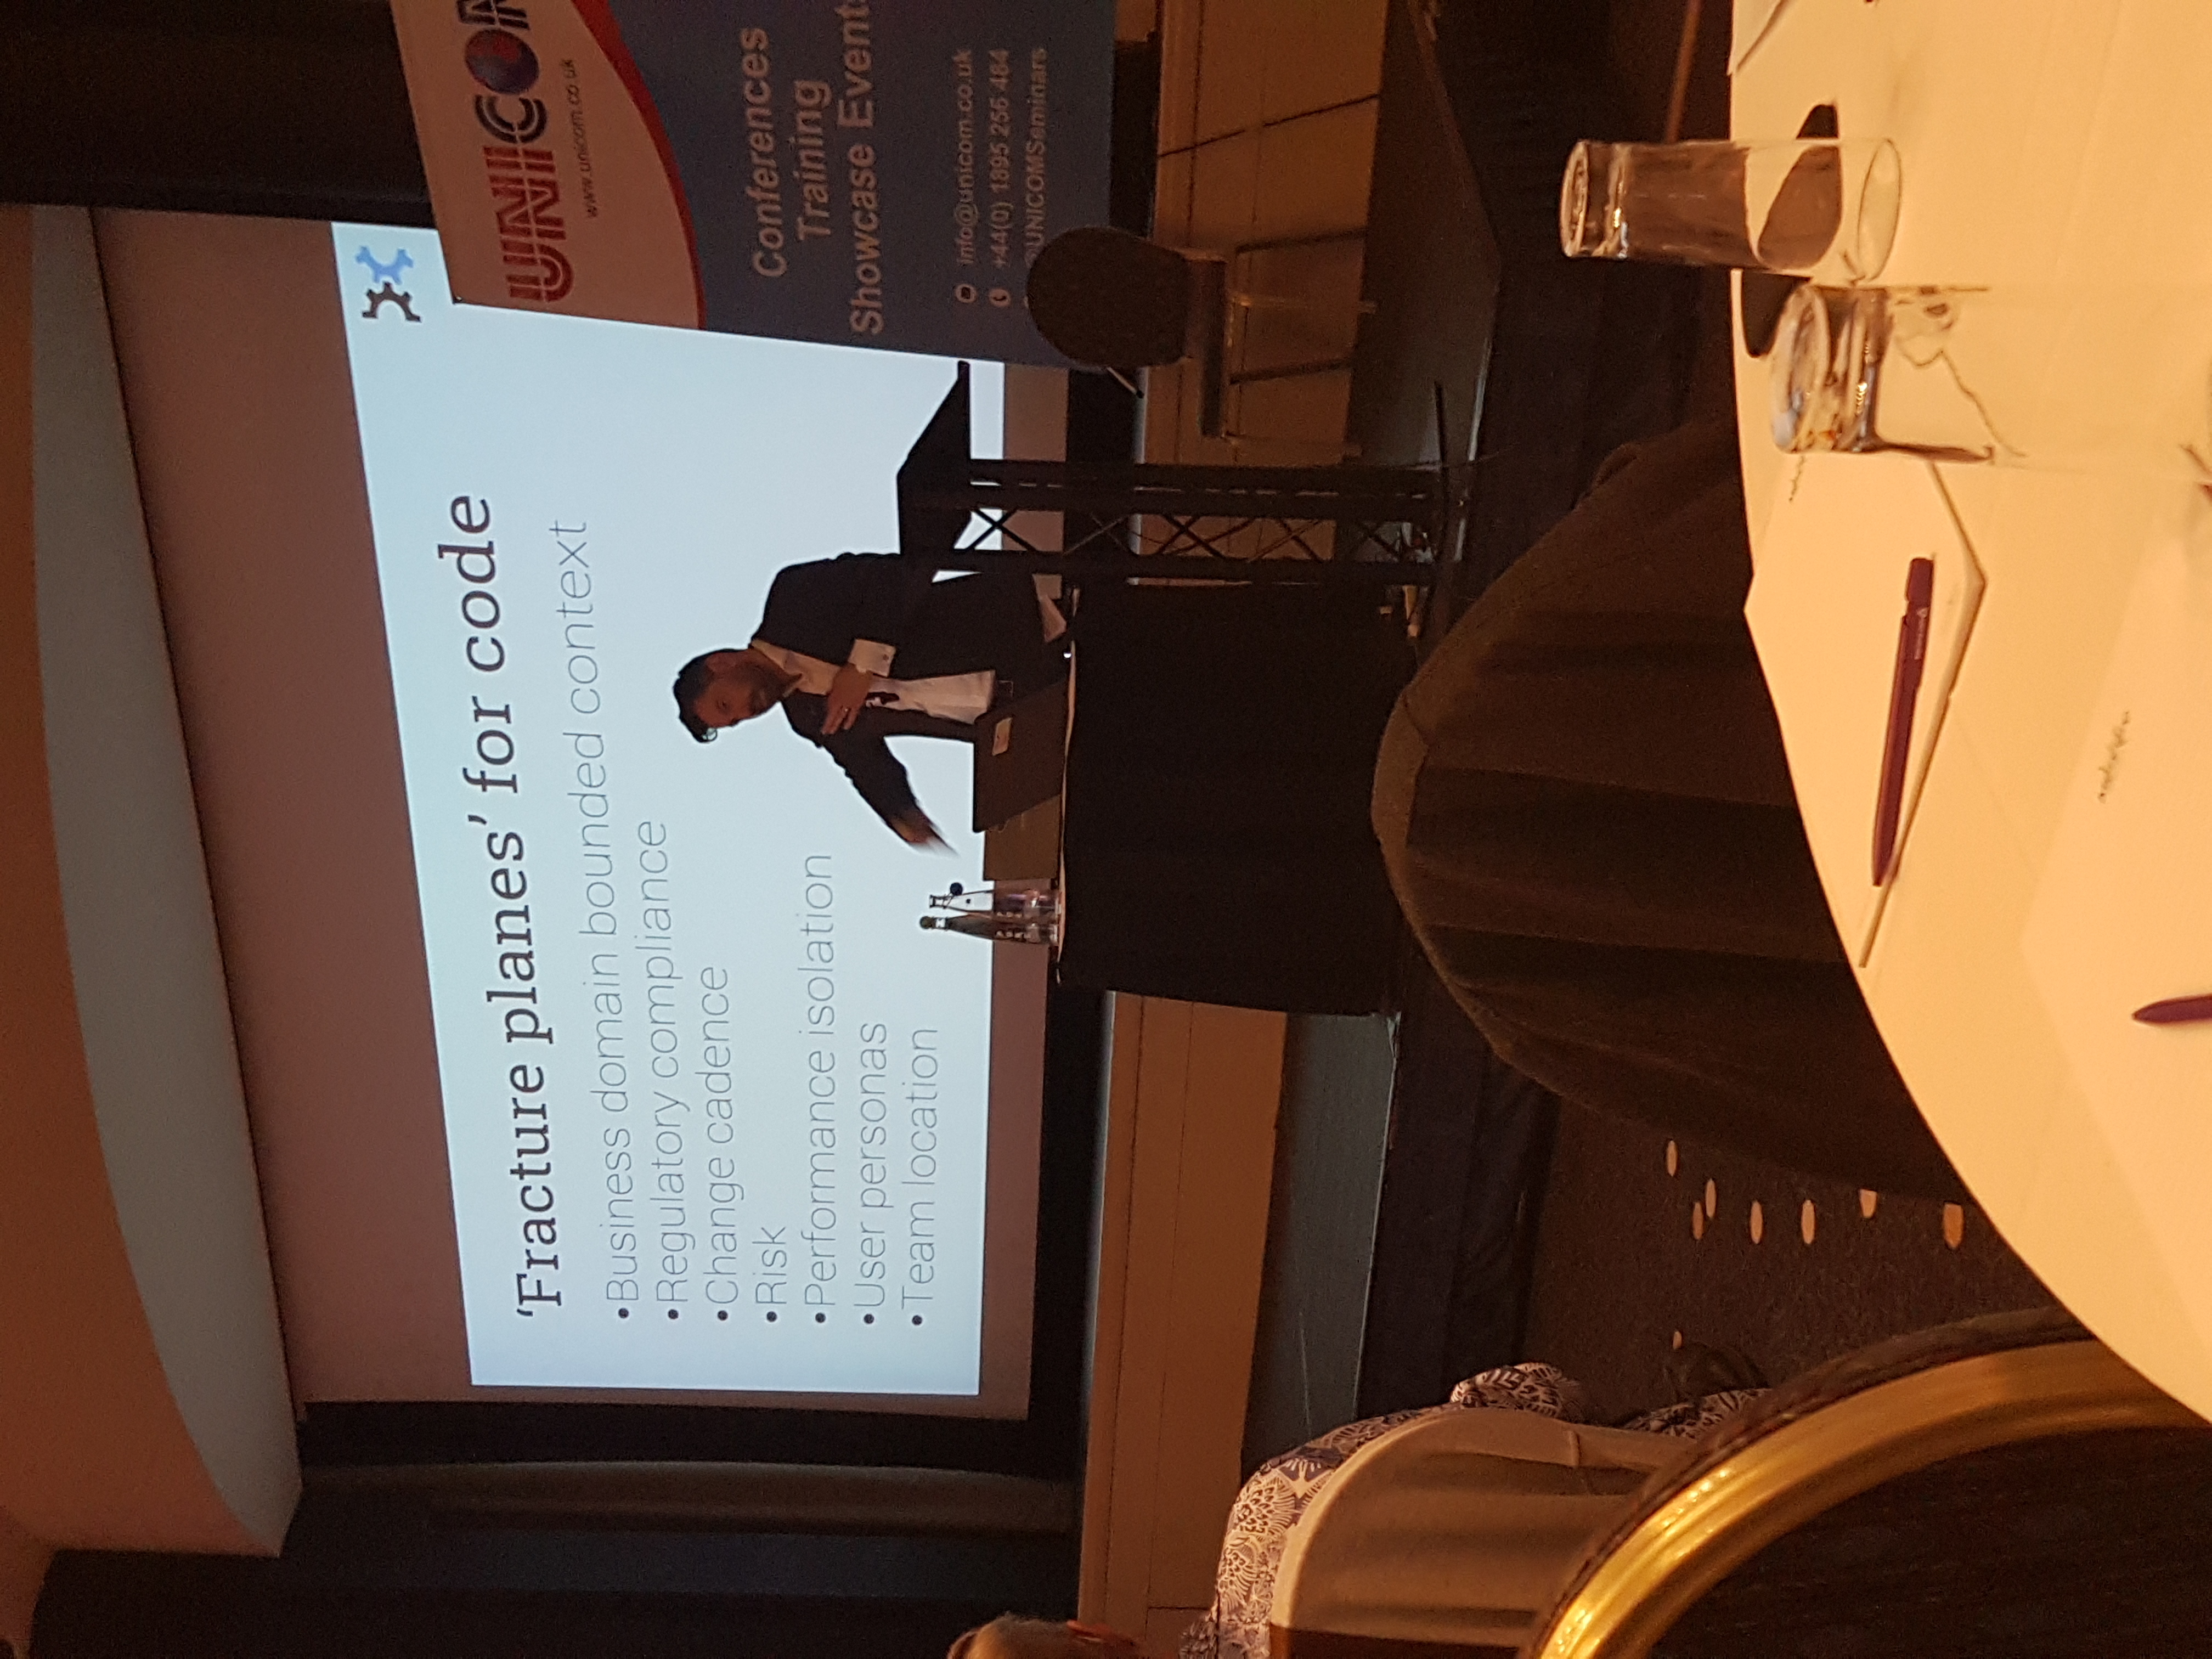 ‘Fracture planes’ for code
•Business domain bounded context
•Regulatory compliance
•Change cadence
•Risk
•Performance isolation
•User personas
•Team location
UNICOM
www.unicom.co.uk
Conferences
Training
Showcase Event
info@unicom.co.uk
+44(0) 1895 256 484
@UNICOMSeminars